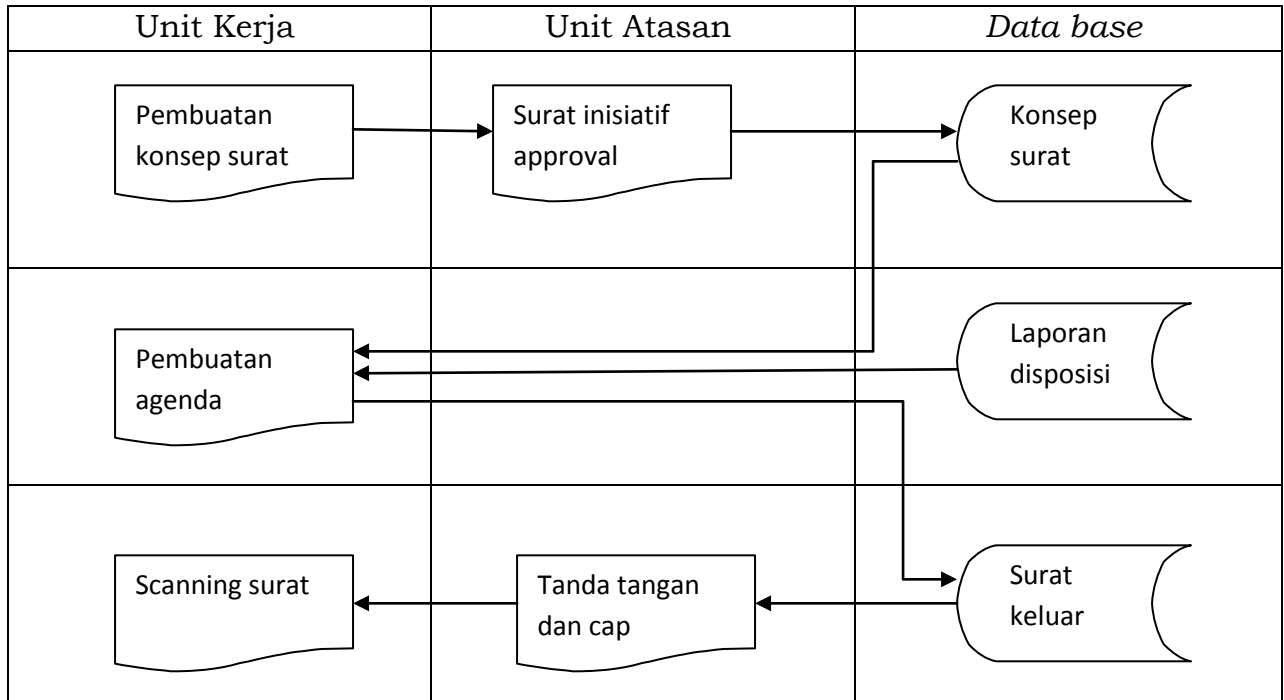 Unit Kerja
Unit Atasan
Data base
Pembuatan
konsep surat
Surat inisiatif
approval
Konsep
surat
Pembuatan
agenda
Laporan
disposisi
Scanning surat
Tanda tangan
dan cap
Surat
keluar